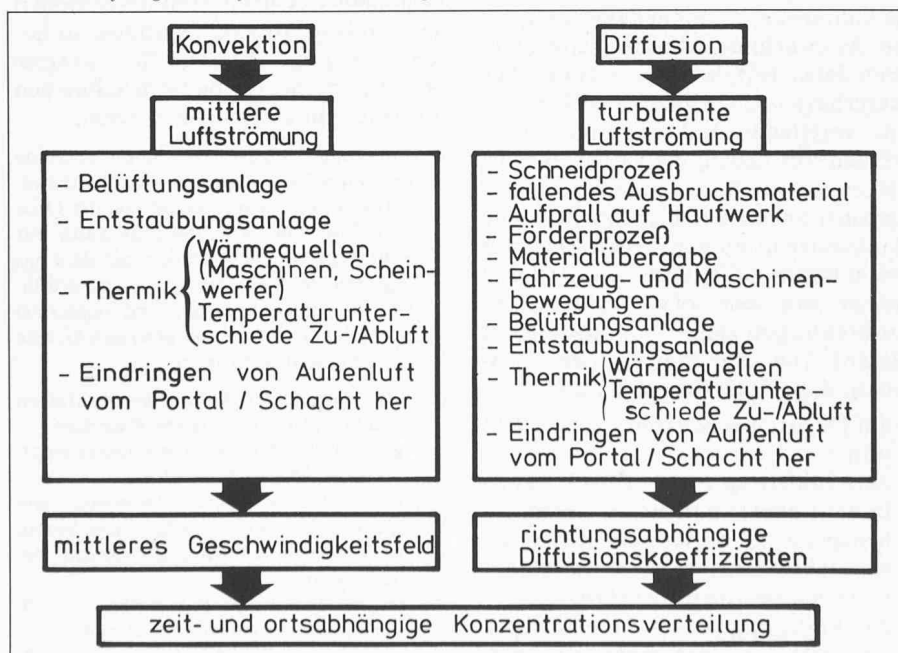 Konvektion
mittlere
Luftströmung
- Belüftungsanlage
- Entstaubungsanlage
- Thermik
Wärmequellen
(Maschinen, Schein-
werfer)
Temperaturunter-
schiede Zu-/Abluft
- Eindringen von Außenluft
vom Portal / Schacht her
mittleres Geschwindigkeitsfeld
Diffusion
turbulente
Luftströmung
- Schneidprozeß
- fallendes Ausbruchsmaterial
- Aufprall auf Haufwerk
- Förderprozeß
- Materialübergabe
- Fahrzeug- und Maschinen-
bewegungen
- Belüftungsanlage
- Entstaubungsanlage
- Thermik
Wärmequellen
Temperaturunter-
schiede Zu-/Abluft
- Eindringen von Außenluft
vom Portal / Schacht her
richtungsabhängige
Diffusionskoeffizienten
zeit- und ortsabhängige Konzentrationsverteilung